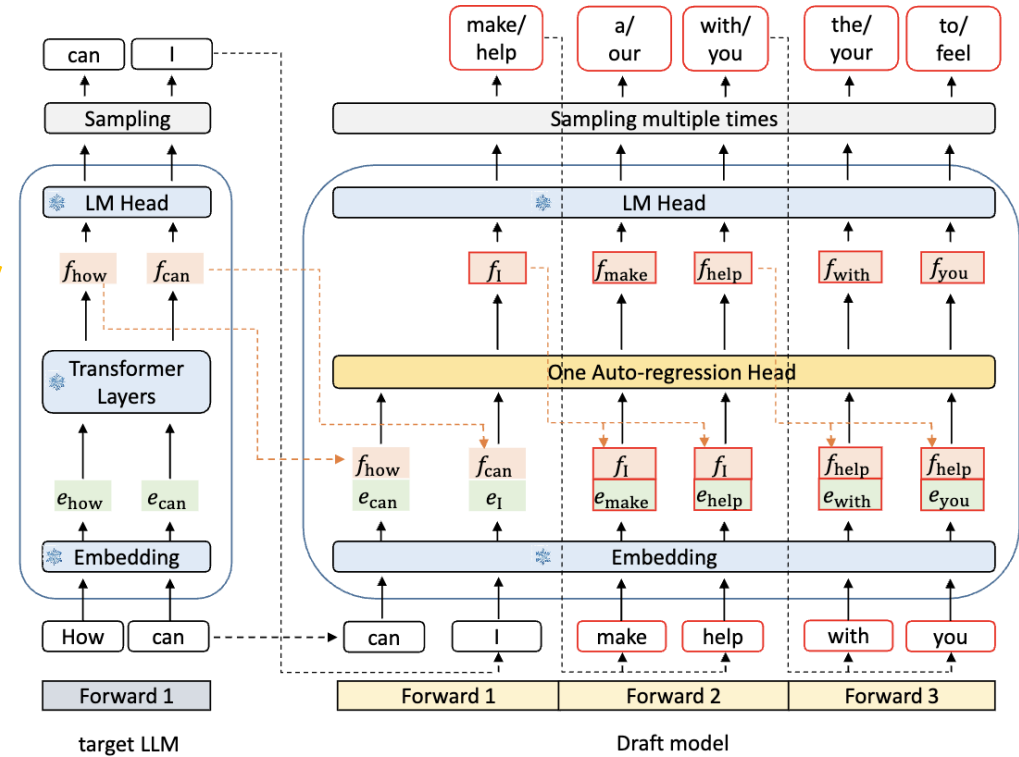 can
I
make/
help
a/
our
with/
you
the/
your
to/
feel
Sampling
Sampling multiple times
LM Head
LM Head
f_how
f_can
f_I
f_make
f_help
f_with
f_you
Transformer
Layers
One Auto-regression Head
f_how
f_can
f_I
f_I
f_help
f_help
e_how
e_can
e_can
e_I
e_make
e_help
e_with
e_you
Embedding
Embedding
How
can
can
I
make
help
with
you
Forward 1
Forward 1
Forward 2
Forward 3
target LLM
Draft model